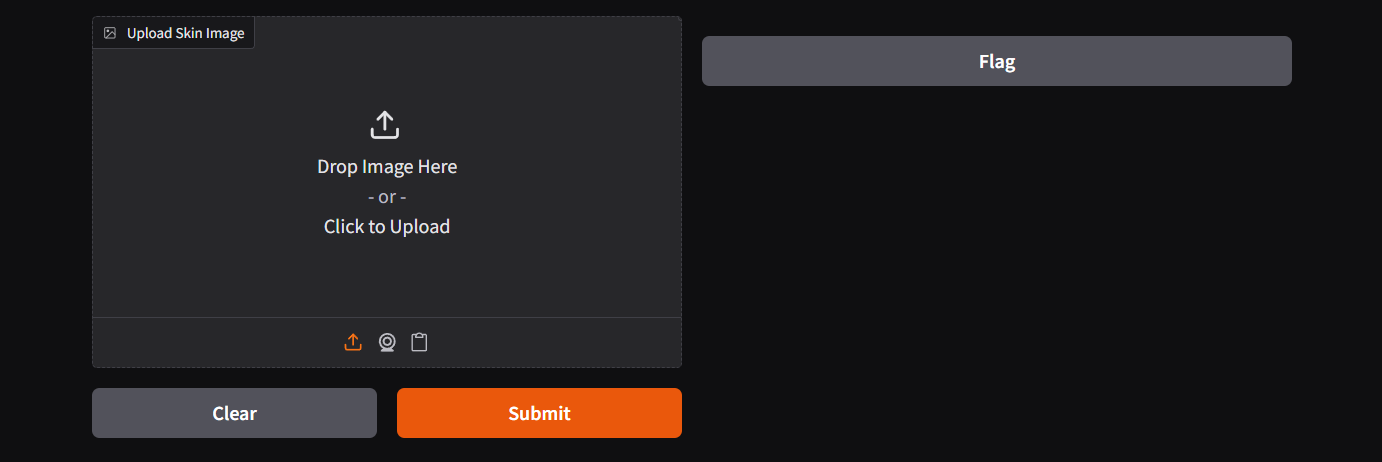 Upload Skin Image
Drop Image Here
- or -
Click to Upload
Clear
Submit
Flag